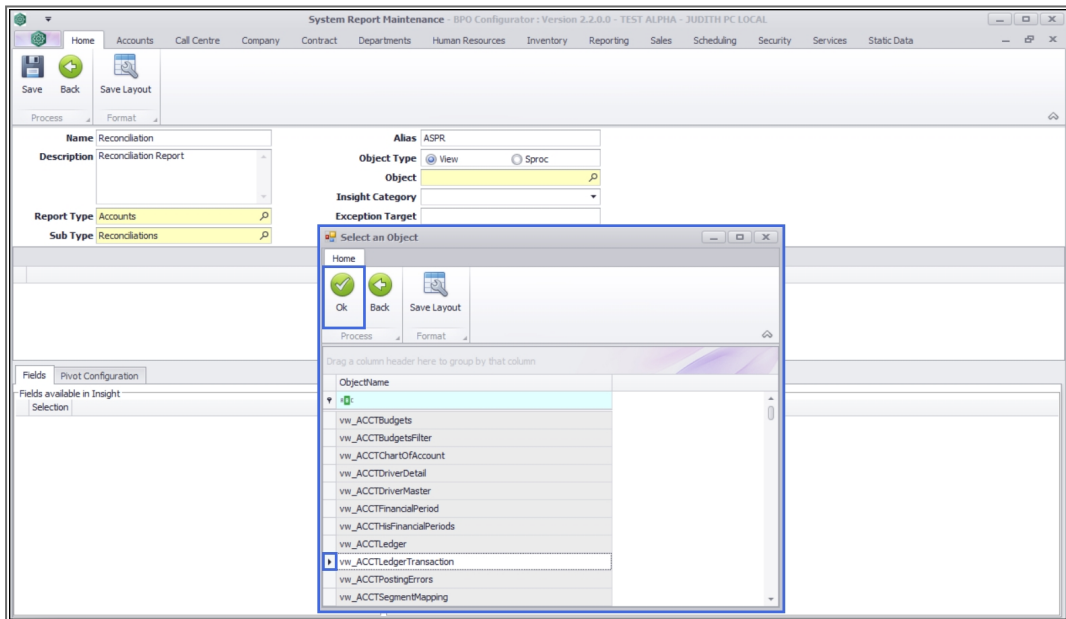 System Report Maintenance - BPO Configurator : Version 2.2.0.0 - TEST ALPHA - JUDITH PC LOCAL
Home Accounts Call Centre Company Contract Departments Human Resources Inventory Reporting Sales Scheduling Security Services Static Data
Save Back Save Layout
Process Format
Name Reconciliation Alias ASPR
Description Reconciliation Report Object Type View Sproc
Object
Insight Category
Report Type Accounts Exception Target
Sub Type Reconciliations
Select an Object
Home
Ok Back Save Layout
Process Format
Drag a column header here to group by that column
ObjectName
vw_ACCTBudgets
vw_ACCTBudgetsFilter
vw_ACCTChartOfAccount
vw_ACCTDriverDetail
vw_ACCTDriverMaster
vw_ACCTFinancialPeriod
vw_ACCTHisFinancialPeriods
vw_ACCTLedger
vw_ACCTLedgerTransaction
vw_ACCTPostingErrors
vw_ACCTSegmentMapping
Fields Pivot Configuration
Fields available in Insight
Selection